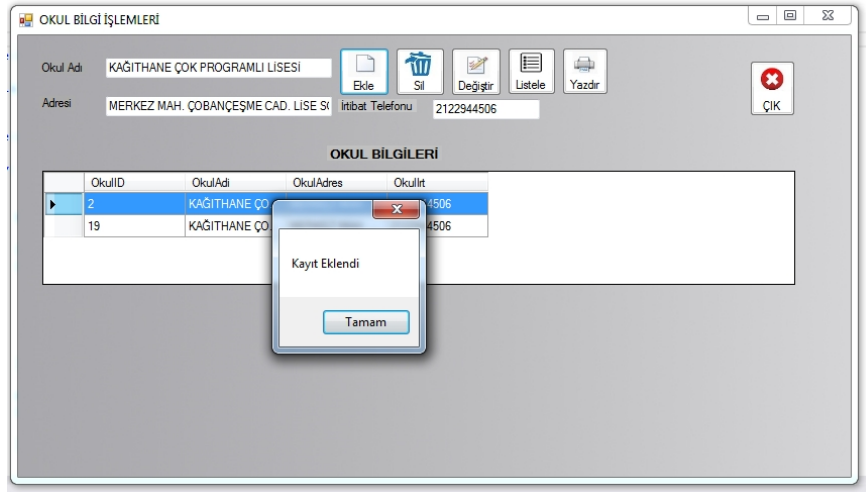 OKUL BİLGİ İŞLEMLERİ
Okul Adı KAĞITHANE ÇOK PROGRAMLI LİSESİ
Ekle Sil Değiştir Listele Yazdır
ÇIK
Adresi MERKEZ MAH. ÇOBANÇEŞME CAD. LİSE S( İrtibat Telefonu 2122944506
OKUL BİLGİLERİ
OkulID OkulAdi OkulAdres OkulIrt
2 KAĞITHANE ÇO 4506
19 KAĞITHANE ÇO 4506
Kayıt Eklendi
Tamam